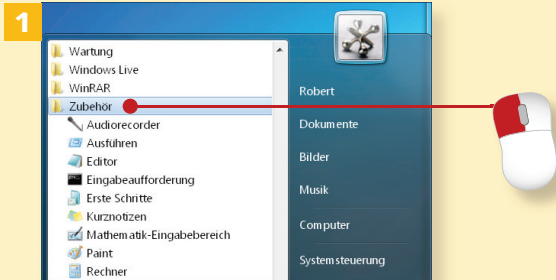 1
Wartung
Windows Live
WinRAR
Zubehör
Audiorecorder
Ausführen
Editor
Eingabeaufforderung
Erste Schritte
Kurznotizen
Mathematik-Eingabebereich
Paint
Rechner
Robert
Dokumente
Bilder
Musik
Computer
Systemsteuerung